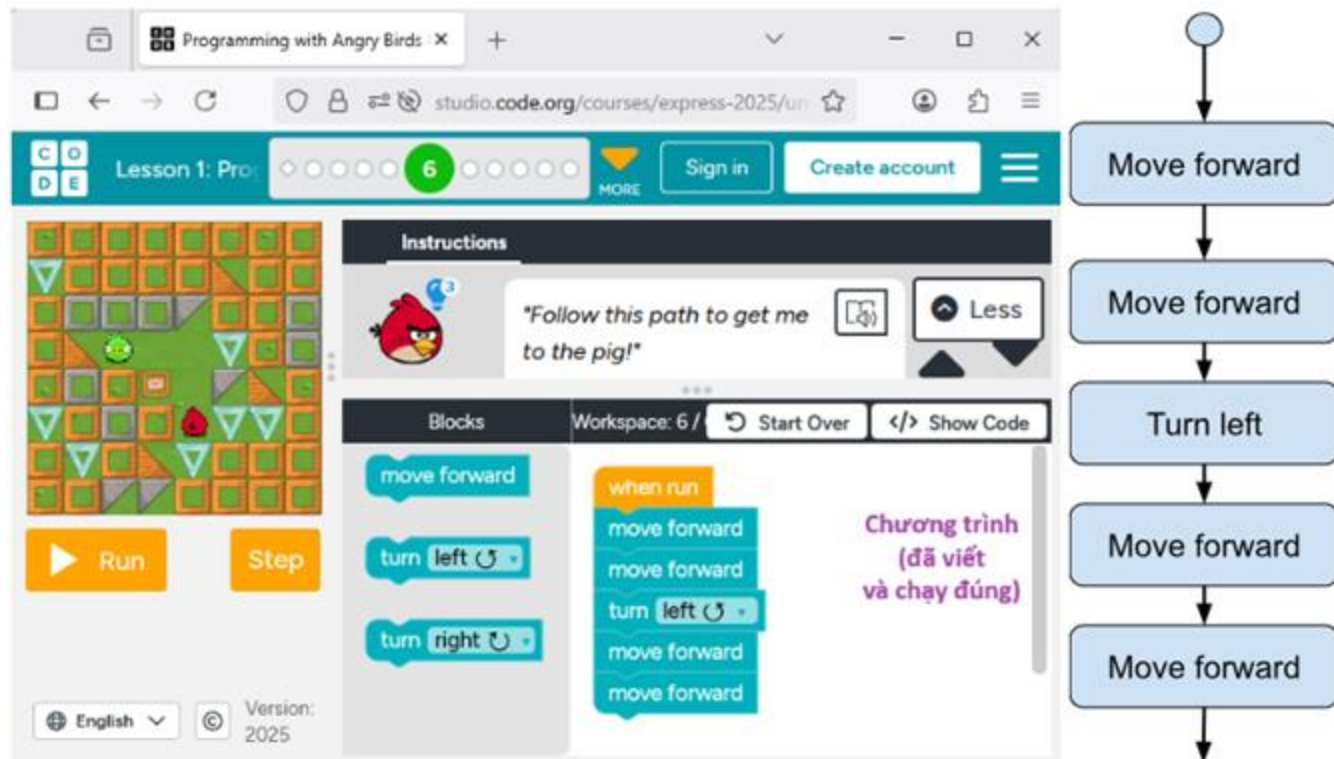 Programming with Angry Birds
studio.code.org/courses/express-2025/un
CODE
Lesson 1: Pro
6
MORE
Sign in
Create account
Instructions
3
"Follow this path to get me
to the pig!"
Less
Blocks
Workspace: 6 /
Start Over
</> Show Code
move forward
turn left
turn right
when run
move forward
move forward
turn left
move forward
move forward
Chương trình
(đã viết
và chạy đúng)
Run
Step
English
©
Version:
2025
Move forward
Move forward
Turn left
Move forward
Move forward